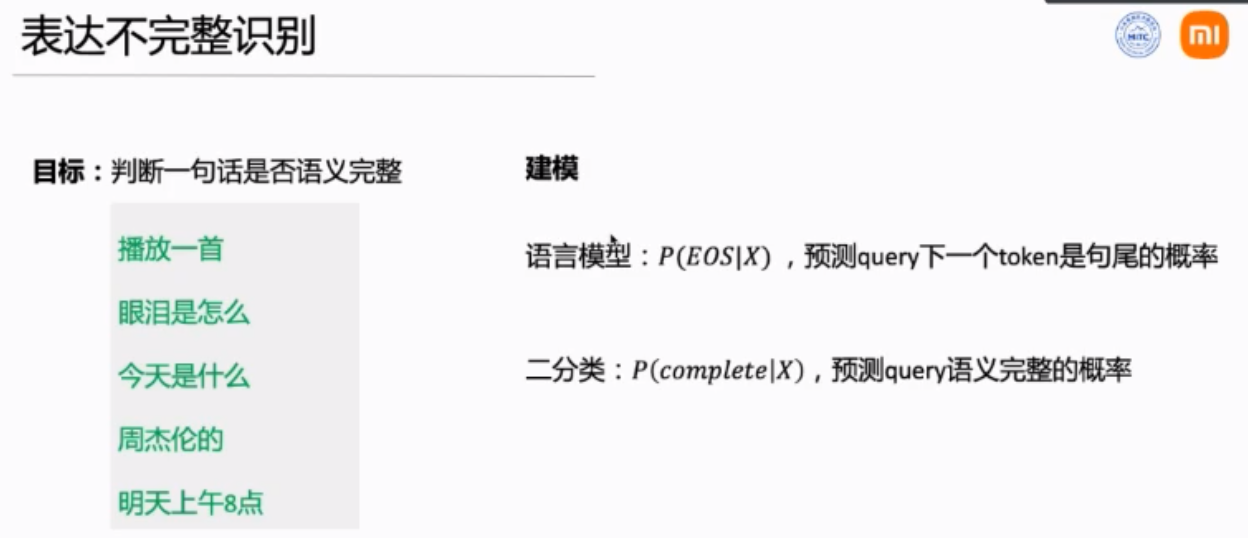 表达不完整识别
MITC
mi
目标：判断一句话是否语义完整
播放一首
眼泪是怎么
今天是什么
周杰伦的
明天上午8点
建模
语言模型：P(EOS|X)，预测query下一个token是句尾的概率
二分类：P(complete|X)，预测query语义完整的概率